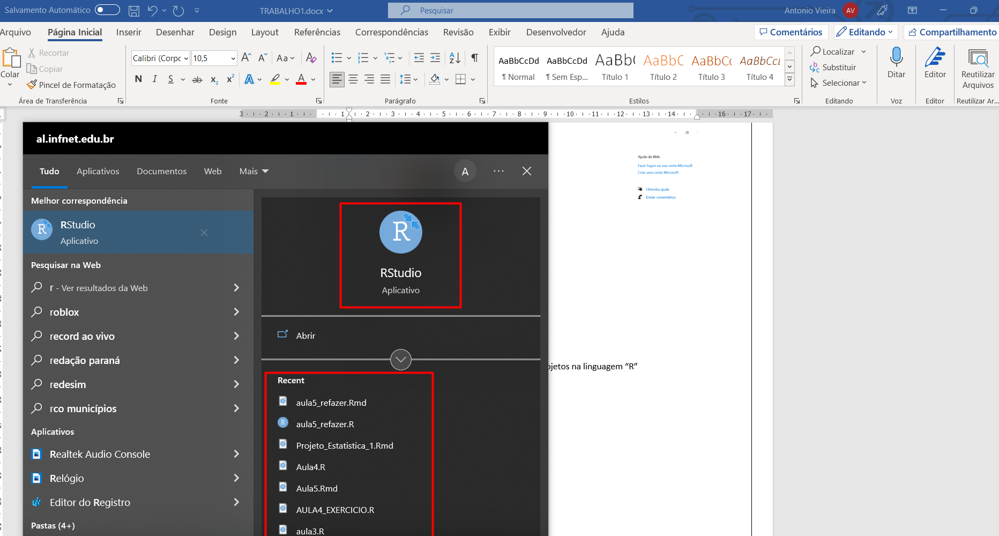 Salvamento Automático
TRABALHO1.docx
Pesquisar
Antonio Vieira
AV
Arquivo
Página Inicial
Inserir
Desenhar
Design
Layout
Referências
Correspondências
Revisão
Exibir
Desenvolvedor
Ajuda
Comentários
Editando
Compartilhamento
Colar
Recortar
Copiar
Pincel de Formatação
Área de Transferência
Calibri (Corpo
10,5
Aa
N I S ab x₂ x²
A
Fonte
Parágrafo
AaBbCcDd
¶ Normal
AaBbCcDd
¶ Sem Esp...
AaBb(
Título 1
AaBbC
Título 2
AaBbCc
Título 3
AaBbCcL
Título 4
Estilos
Localizar
Substituir
Selecionar
Editando
Ditar
Voz
Editor
Editor
Reutilizar
Arquivos
Reutilizar Ar...
3 2 1 1 2 3 4 5 6 7 8 9 10 11 12 13 14 16 17
al.infnet.edu.br
Tudo
Aplicativos
Documentos
Web
Mais
A
Melhor correspondência
R
RStudio
Aplicativo
Pesquisar na Web
r - Ver resultados da Web
roblox
record ao vivo
redação paraná
redesim
rco municípios
Aplicativos
Realtek Audio Console
Relógio
Editor do Registro
Pastas (4+)
R
RStudio
Aplicativo
Abrir
Recent
aula5_refazer.Rmd
aula5_refazer.R
Projeto_Estatistica_1.Rmd
Aula4.R
Aula5.Rmd
AULA4_EXERCICIO.R
aula3.R
Ajuda da Web
Fazer logon na sua conta Microsoft
Criar uma conta Microsoft
Obtenha ajuda
Enviar comentários
ojetos na linguagem “R”